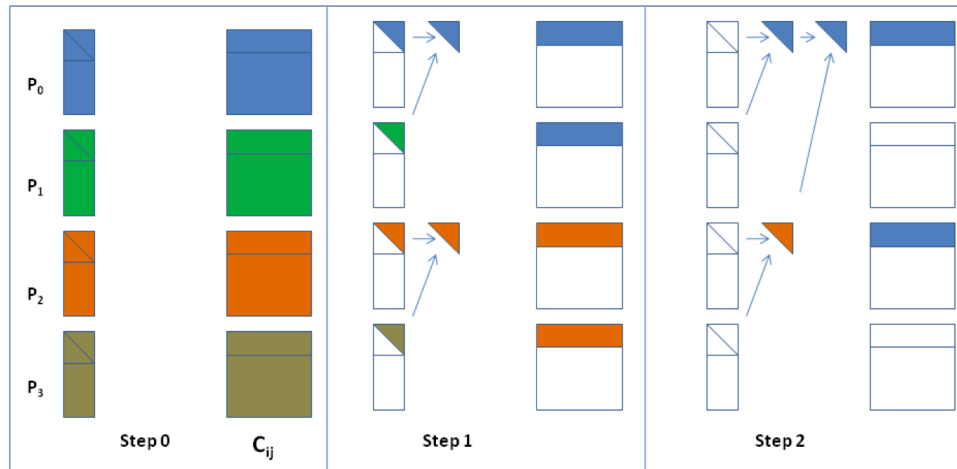 P₀
P₁
P₂
P₃
Step 0
Cᵢⱼ
Step 1
Step 2